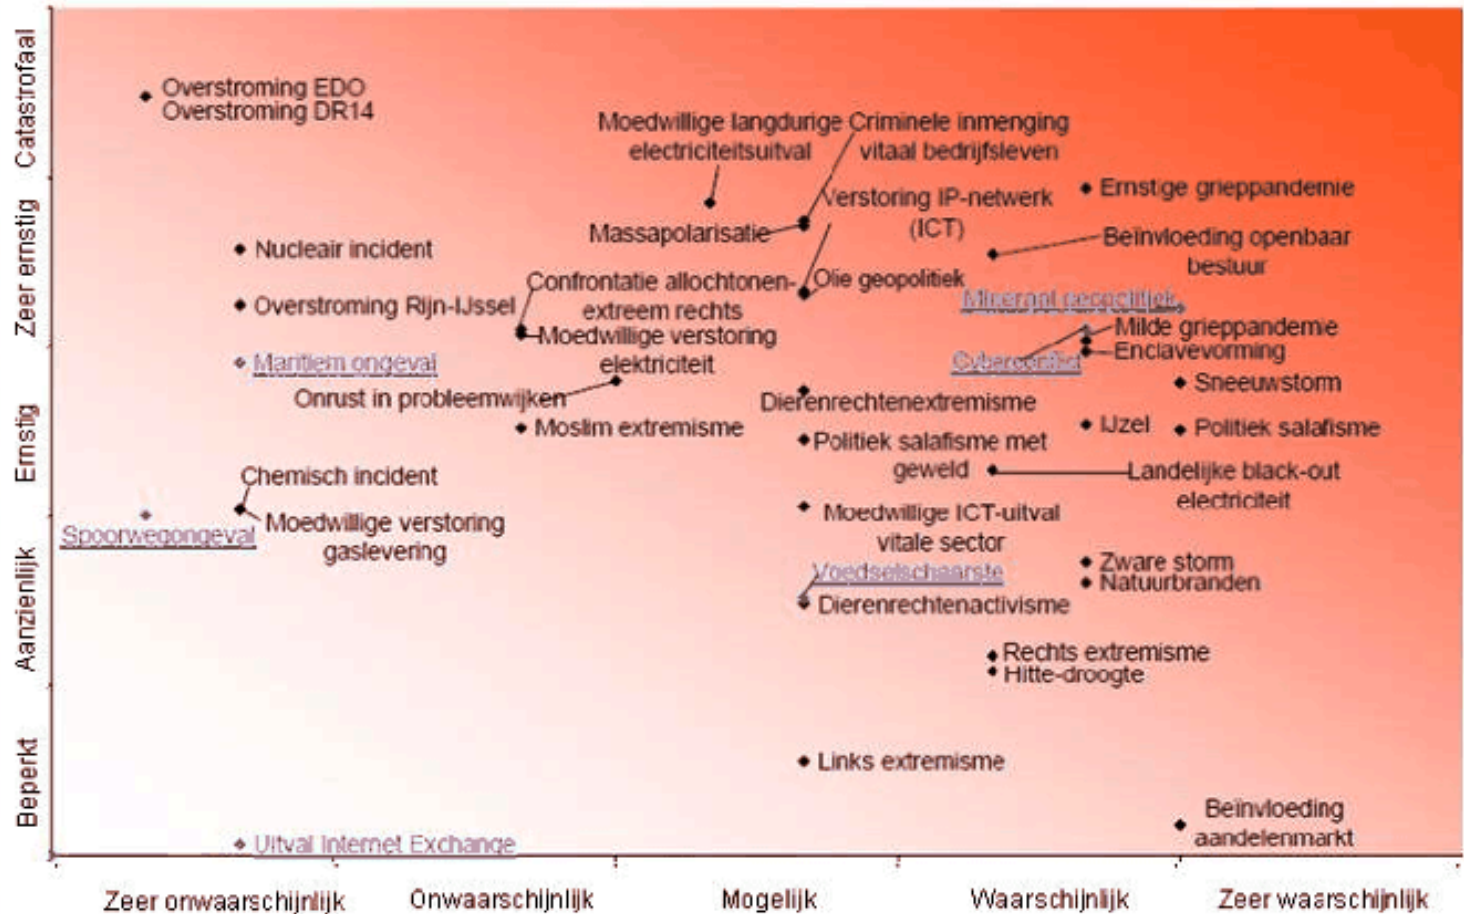 Catastrofaal
Zeer ernstig
Ernstig
Aanzienlijk
Beperkt
Overstroming EDO
Overstroming DR14
Moedwillige langdurige
electriciteitsuitval
Criminele inmenging
vitaal bedrijfsleven
Verstoring IP-netwerk
(ICT)
Ernstige grieppandemie
Massapolarisatie
Beïnvloeding openbaar
bestuur
Nucleair incident
Olie geopolitiek
Confrontatie allochtonen-
extreem rechts
Mineraal geopolitiek
Overstroming Rijn-IJssel
Moedwillige verstoring
elektriciteit
Milde grieppandemie
Enclavevorming
Cyberconflict
Maritiem ongeval
Sneeuwstorm
Onrust in probleemwijken
Dierenrechtenextremisme
Moslim extremisme
IJzel
Politiek salafisme
Politiek salafisme met
geweld
Landelijke black-out
electriciteit
Chemisch incident
Moedwillige verstoring
gaslevering
Spoorwegongeval
Moedwillige ICT-uitval
vitale sector
Zware storm
Natuurbranden
Voedselschaarste
Dierenrechtenactivisme
Rechts extremisme
Hitte-droogte
Links extremisme
Beïnvloeding
aandelenmarkt
Uitval Internet Exchange
Zeer onwaarschijnlijk
Onwaarschijnlijk
Mogelijk
Waarschijnlijk
Zeer waarschijnlijk